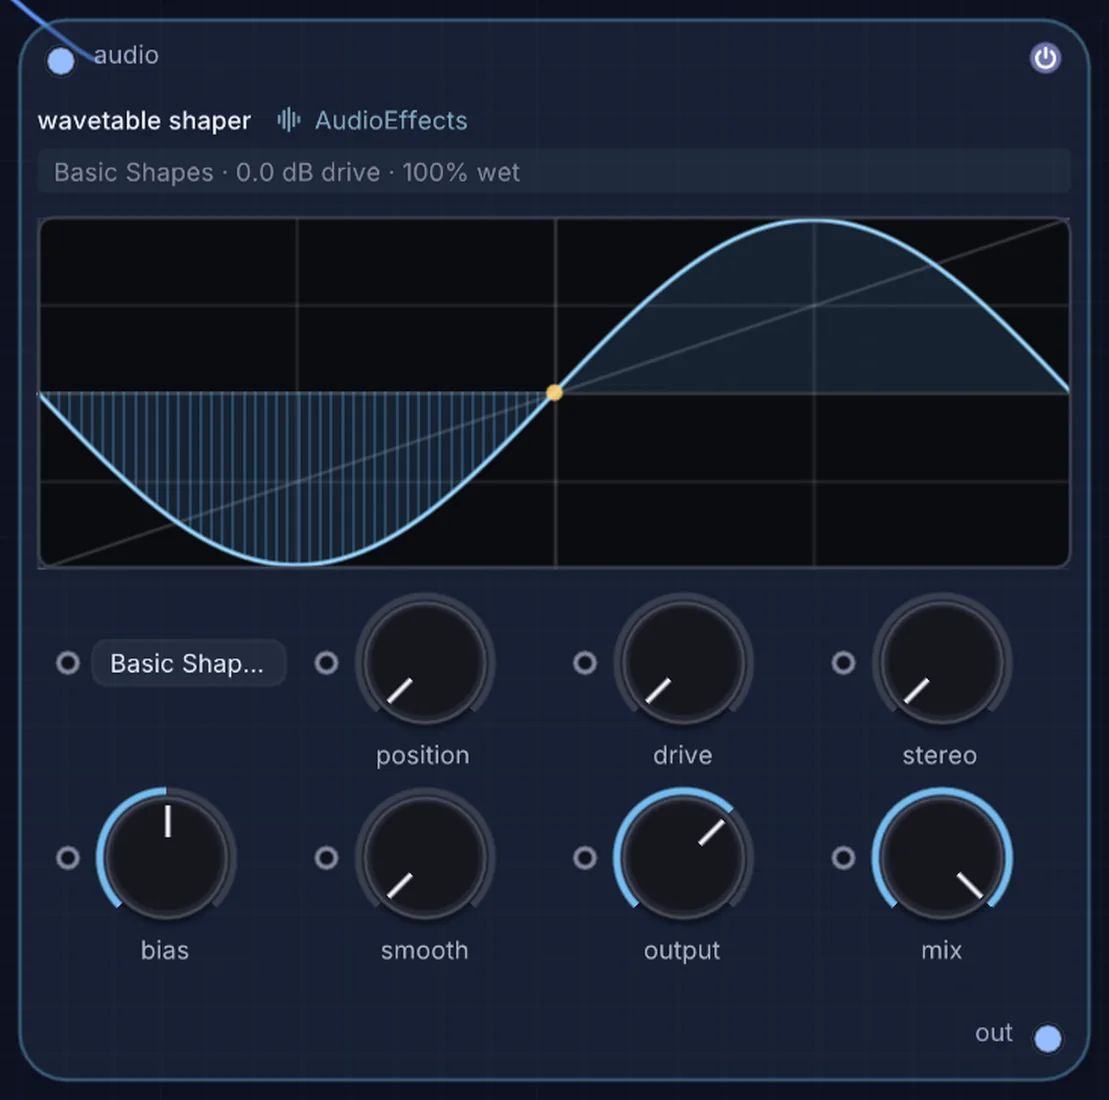 audio
wavetable shaper AudioEffects
Basic Shapes · 0.0 dB drive · 100% wet
Basic Shap...
position drive stereo
bias smooth output mix
out